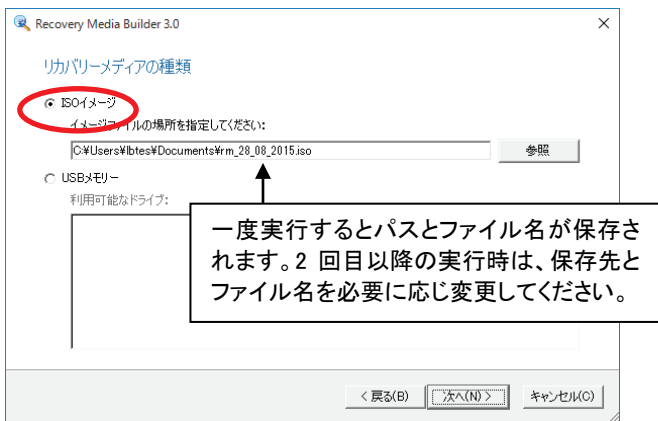 Recovery Media Builder 3.0
リカバリーメディアの種類
ISOイメージ
イメージファイルの場所を指定してください:
C:¥Users¥lbtes¥Documents¥rm_28_08_2015.iso
参照
USBメモリー
利用可能なドライブ:
一度実行するとパスとファイル名が保存さ
れます。2 回目以降の実行時は、保存先と
ファイル名を必要に応じ変更してください。
< 戻る(B)
次へ(N) >
キャンセル(C)